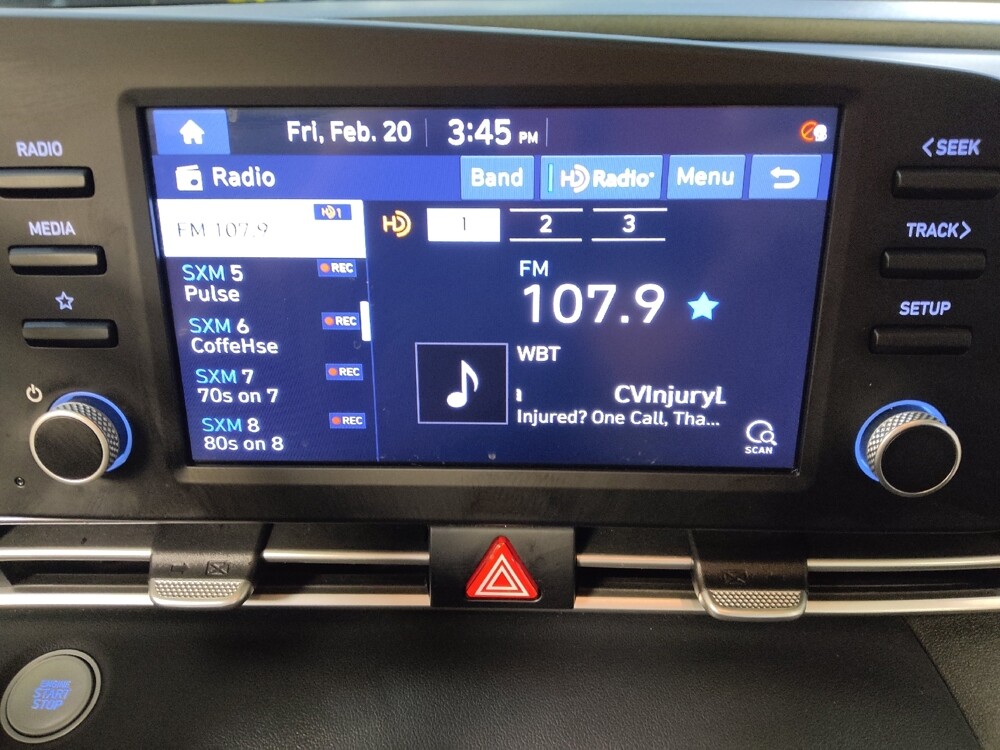 Fri, Feb. 20 3:45 PM
RADIO
Radio Band HD Radio Menu
<SEEK
MEDIA
FM 107.9 HD1
HD 1 2 3
TRACK>
SXM 5 REC
Pulse
FM
107.9
SETUP
SXM 6 REC
CoffeHse
WBT
SXM 7 REC
70s on 7
CVInjuryL
Injured? One Call, Tha...
SXM 8 REC
80s on 8
SCAN
ENGINE
START
STOP